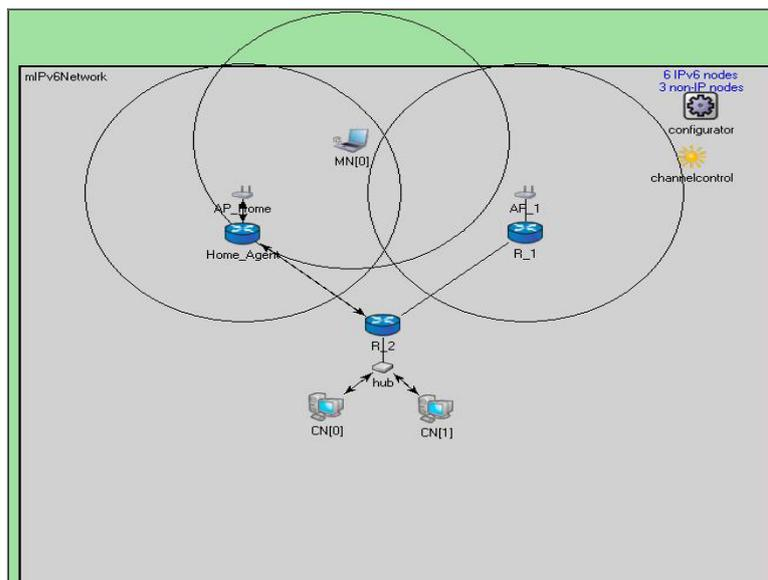 mIPv6Network
6 IPv6 nodes
3 non-IP nodes
configurator
channelcontrol
MN[0]
AP_Home
AP_1
Home_Agent
R_1
R_2
hub
CN[0]
CN[1]